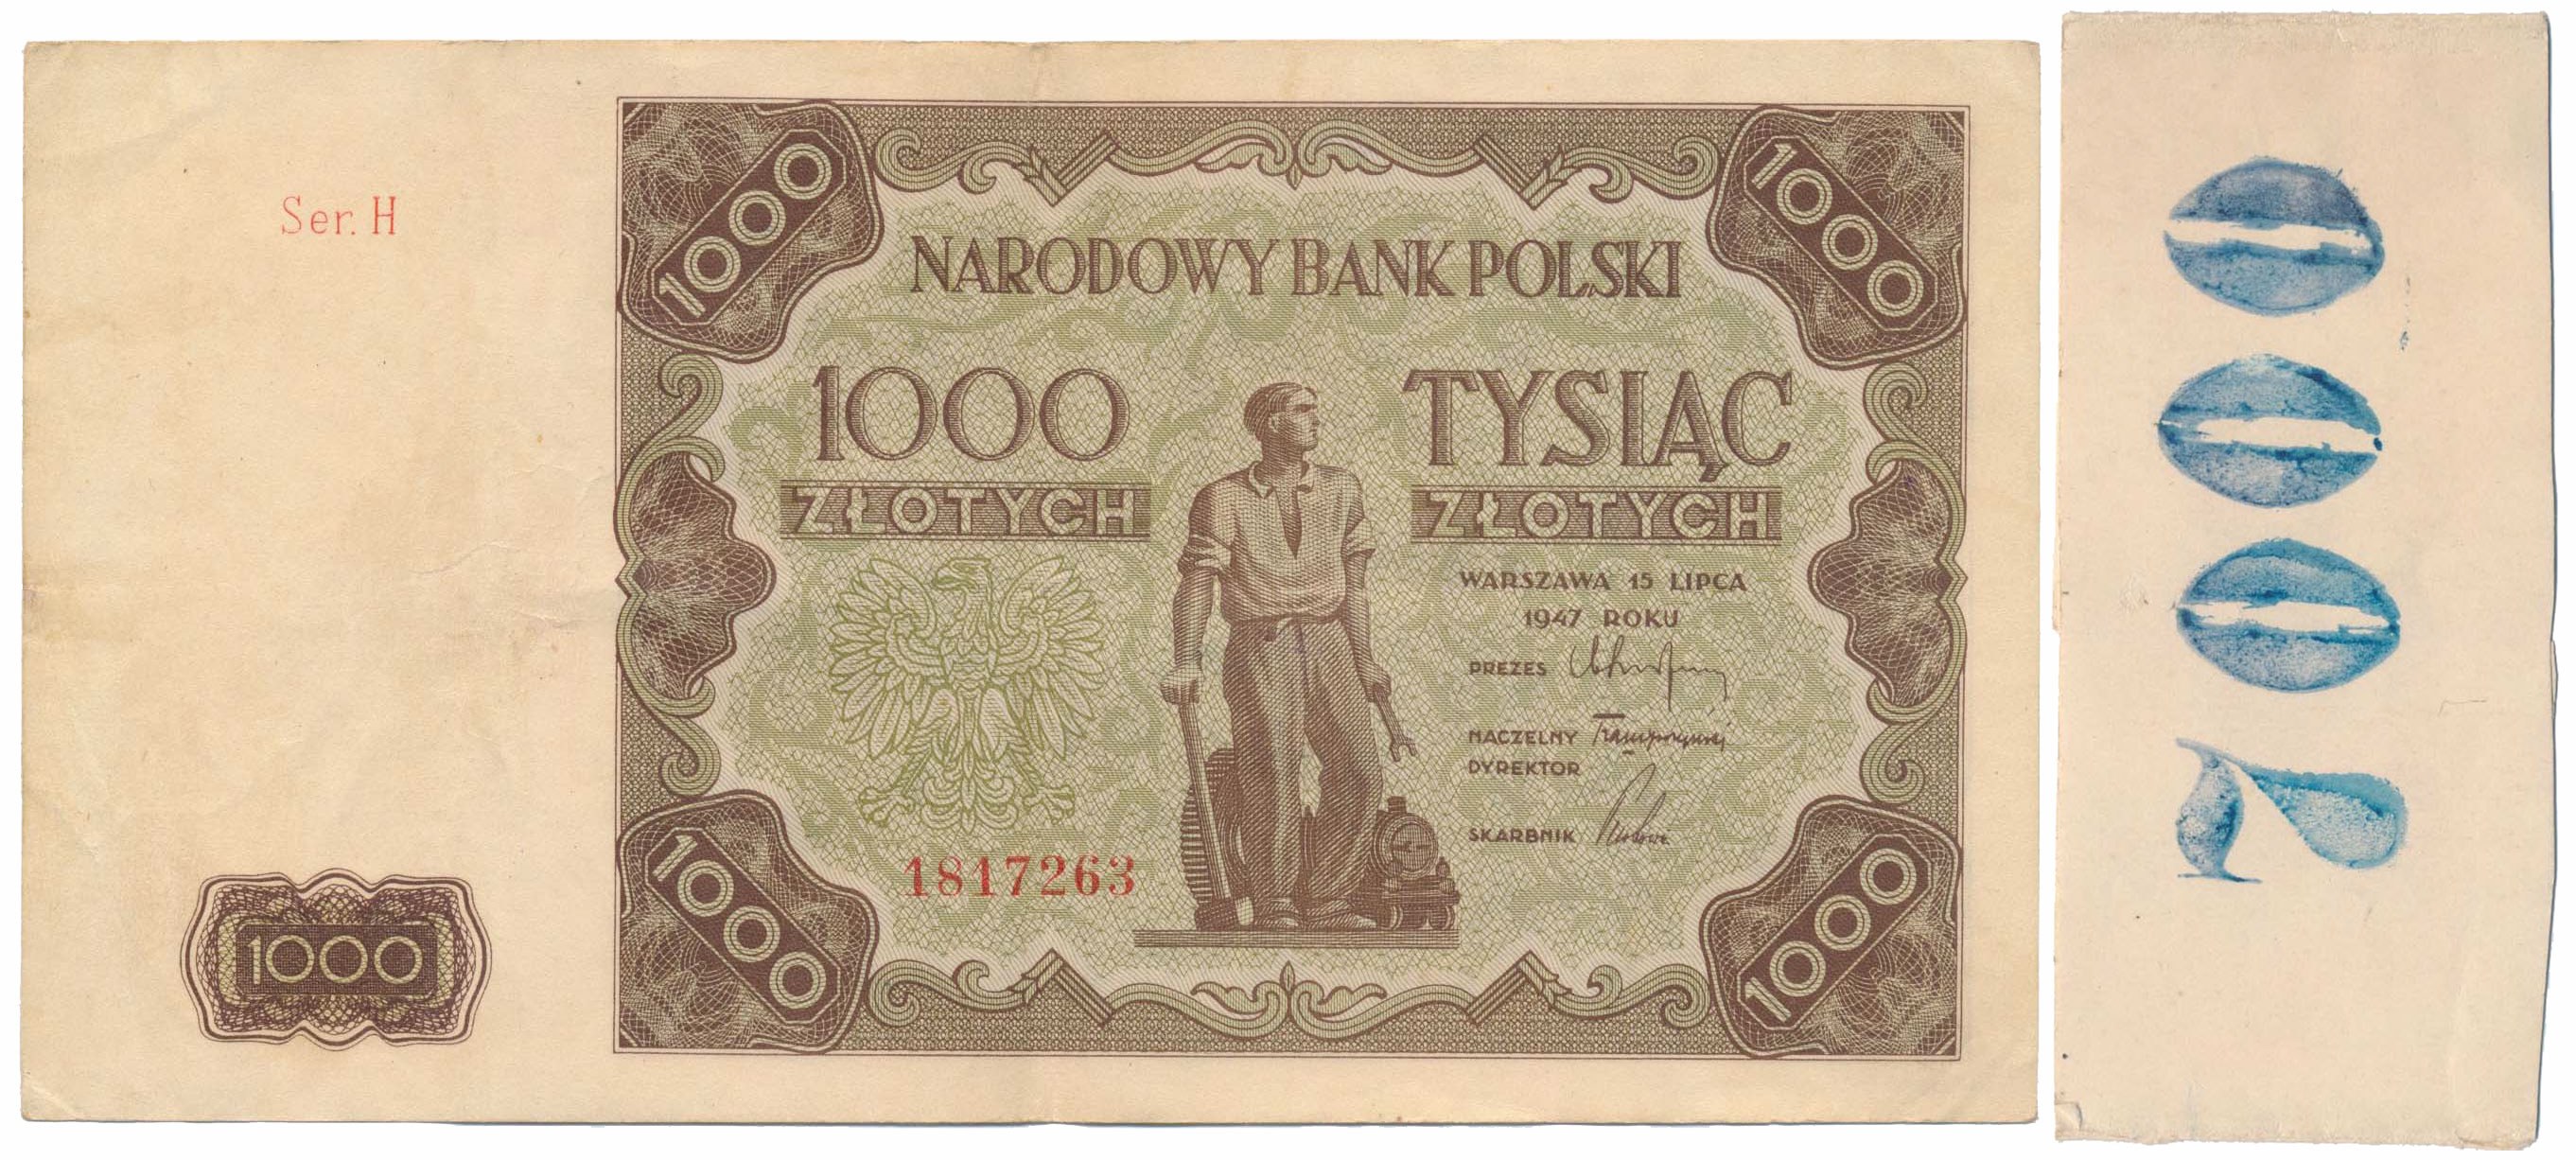 Ser. H
1000
1000
NARODOWY BANK POLSKI
1000
TYSIĄC
ZŁOTYCH
ZŁOTYCH
WARSZAWA 15 LIPCA
1947 ROKU
PREZES
NACZELNY
DYREKTOR
SKARBNIK
1817263
1000
1000
1000
7000